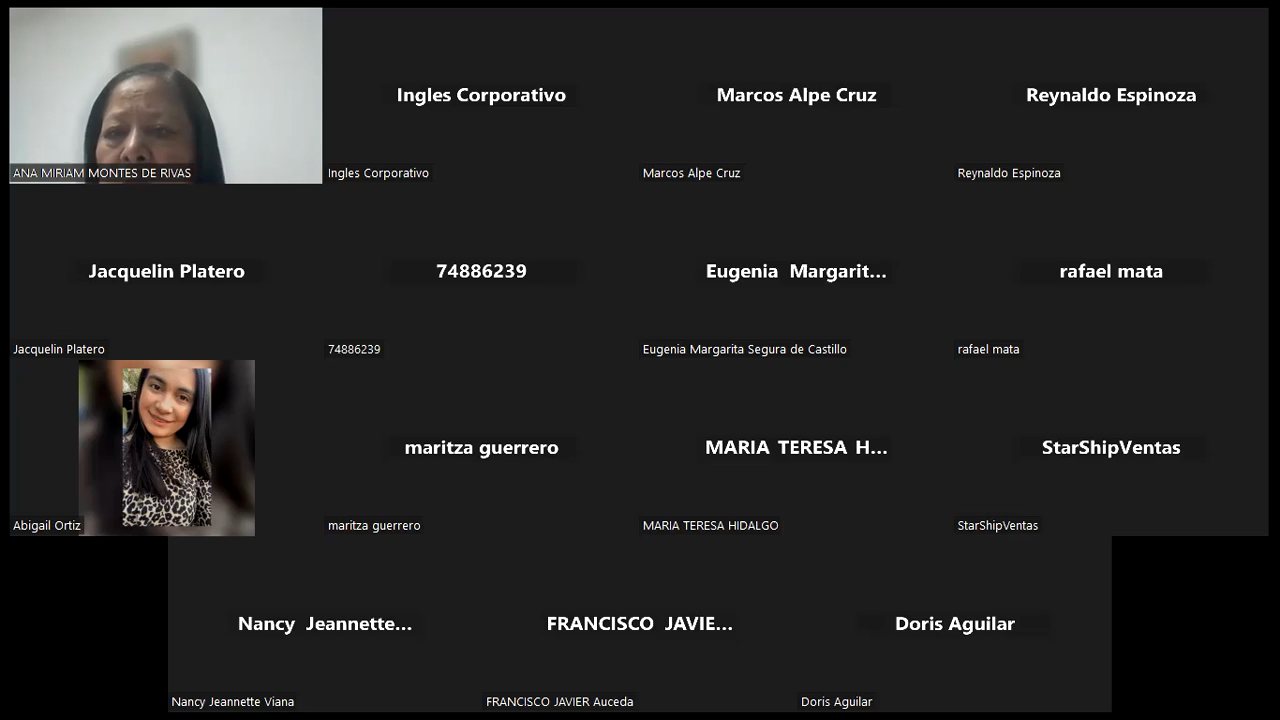 Ingles Corporativo
Marcos Alpe Cruz
Reynaldo Espinoza
ANA MIRIAM MONTES DE RIVAS
Ingles Corporativo
Marcos Alpe Cruz
Reynaldo Espinoza
Jacquelin Platero
74886239
Eugenia Margarit...
rafael mata
Jacquelin Platero
74886239
Eugenia Margarita Segura de Castillo
rafael mata
maritza guerrero
MARIA TERESA H...
StarShipVentas
Abigail Ortiz
maritza guerrero
MARIA TERESA HIDALGO
StarShipVentas
Nancy Jeannette...
FRANCISCO JAVIE...
Doris Aguilar
Nancy Jeannette Viana
FRANCISCO JAVIER Auceda
Doris Aguilar